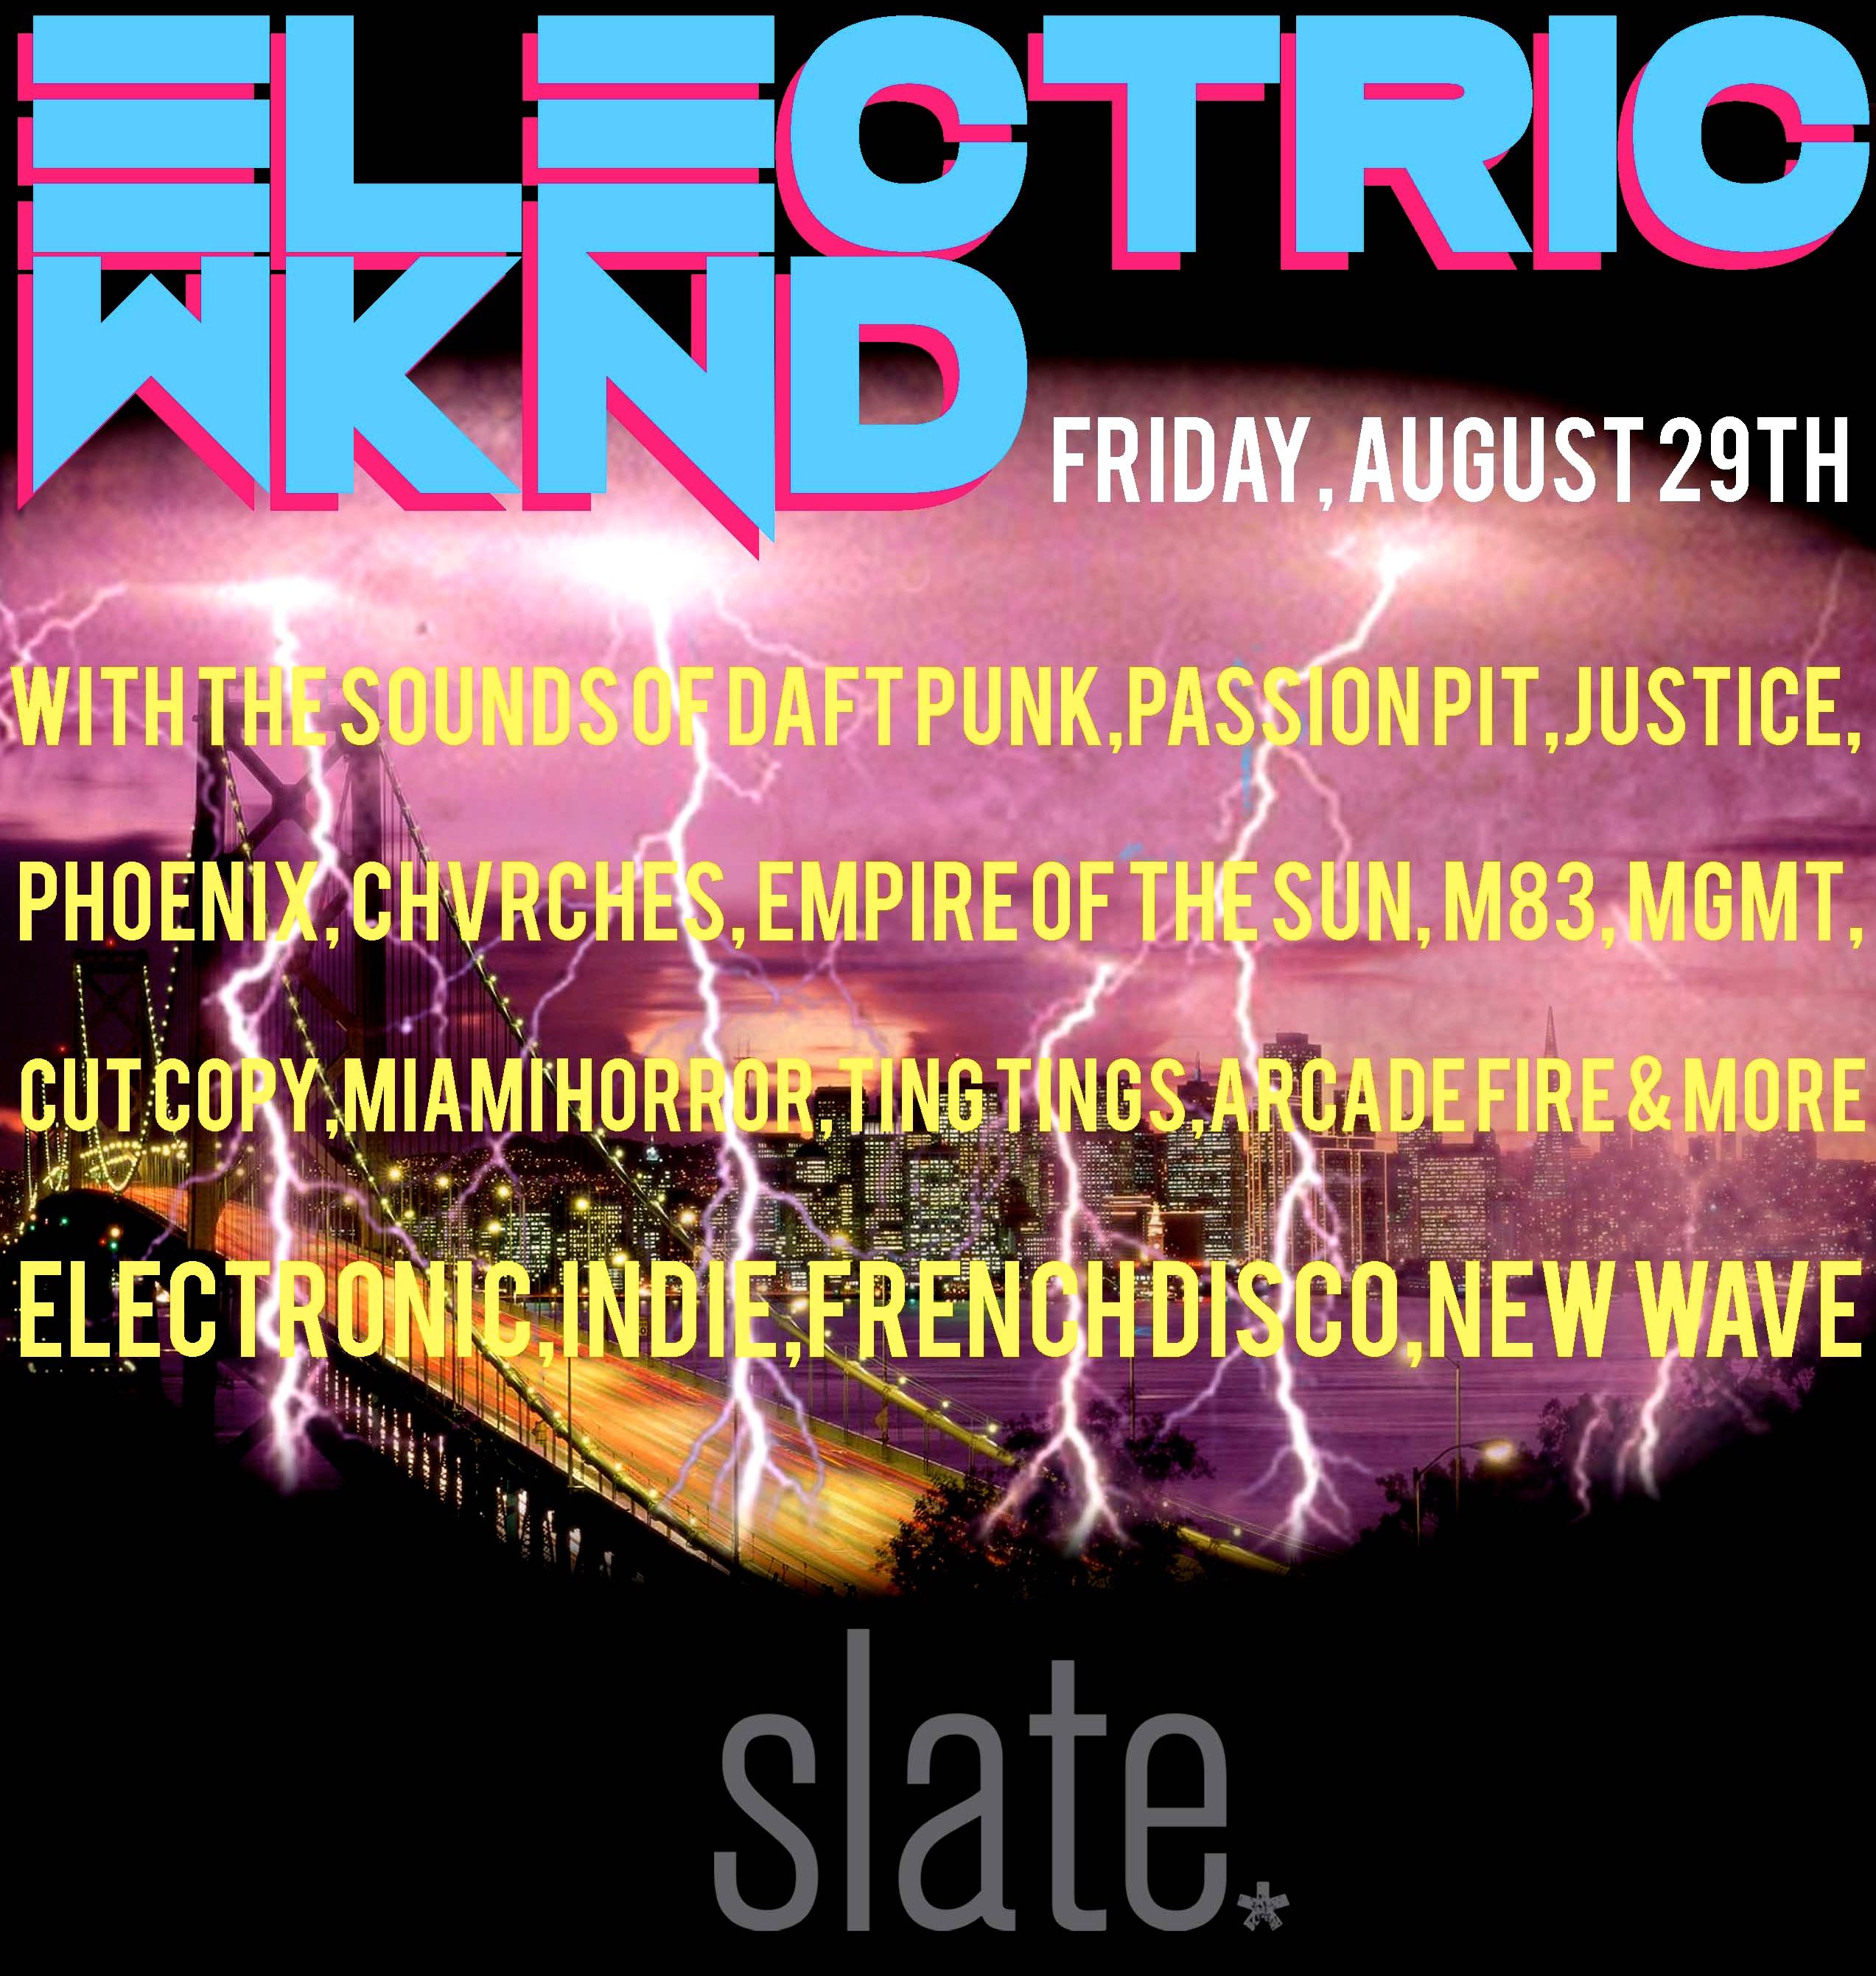 ELECTRIC
WKND
FRIDAY, AUGUST 29TH
WITH THE SOUNDS OF DAFT PUNK, PASSION PIT, JUSTICE,
PHOENIX, CHVRCHES, EMPIRE OF THE SUN, M83, MGMT,
CUT COPY, MIAMI HORROR, TING TINGS, ARCADE FIRE & MORE
ELECTRONIC, INDIE, FRENCH DISCO, NEW WAVE
slate.